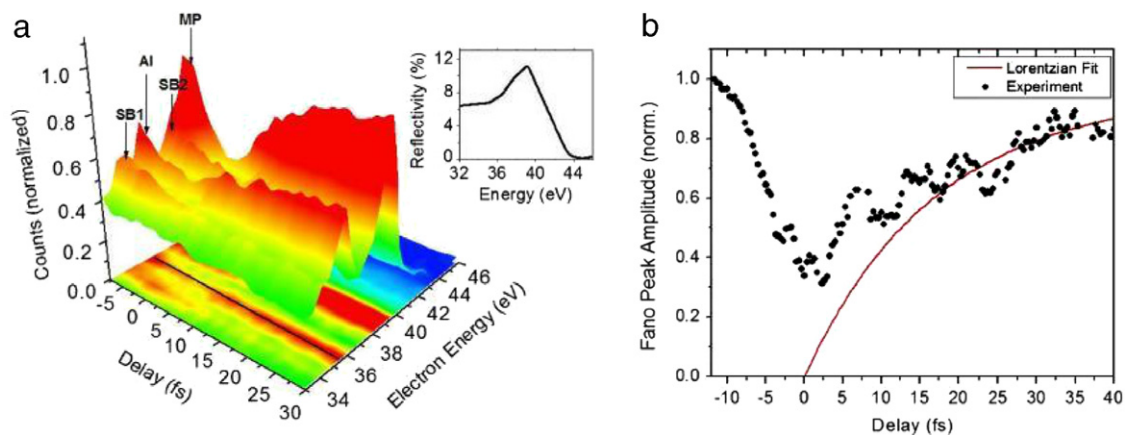 a
MP
AI
SB2
SB1
1.0
0.8
0.6
0.4
0.2
0.0
Counts (normalized)
-5
0
5
10
15
20
25
30
Delay (fs)
34
36
38
40
42
44
46
Electron Energy (eV)
12
8
4
0
Reflectivity (%)
32 36 40 44
Energy (eV)
b
1.0
0.8
0.6
0.4
0.2
0.0
Fano Peak Amplitude (norm.)
Lorentzian Fit
Experiment
-10 -5 0 5 10 15 20 25 30 35 40
Delay (fs)